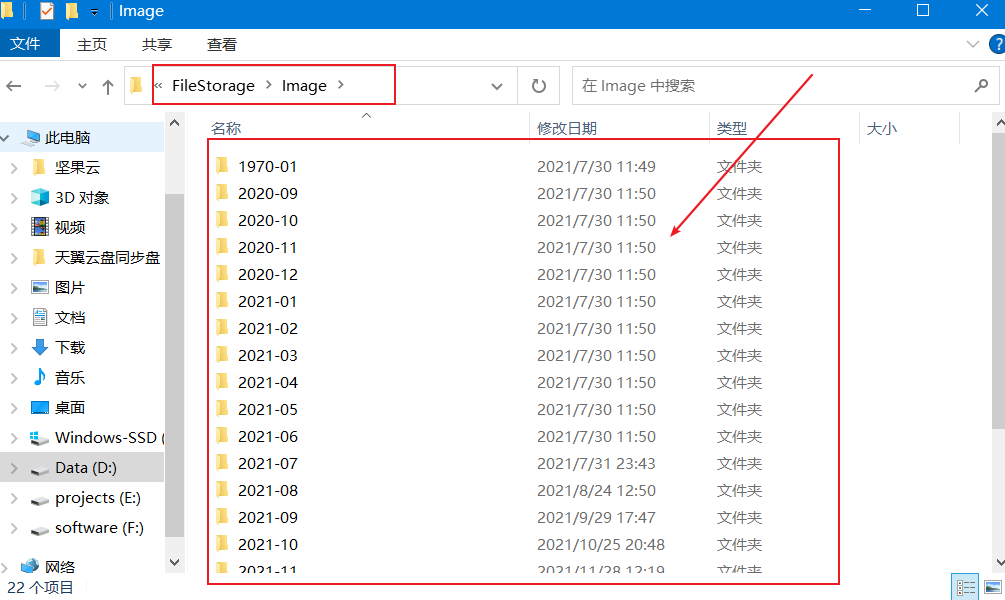 Image
文件 主页 共享 查看
« FileStorage > Image >
在 Image 中搜索
名称 修改日期 类型 大小
此电脑
坚果云
3D 对象
视频
天翼云盘同步盘
图片
文档
下载
音乐
桌面
Windows-SSD (
Data (D:)
projects (E:)
software (F:)
网络
1970-01 2021/7/30 11:49 文件夹
2020-09 2021/7/30 11:50 文件夹
2020-10 2021/7/30 11:50 文件夹
2020-11 2021/7/30 11:50 文件夹
2020-12 2021/7/30 11:50 文件夹
2021-01 2021/7/30 11:50 文件夹
2021-02 2021/7/30 11:50 文件夹
2021-03 2021/7/30 11:50 文件夹
2021-04 2021/7/30 11:50 文件夹
2021-05 2021/7/30 11:50 文件夹
2021-06 2021/7/30 11:50 文件夹
2021-07 2021/7/31 23:43 文件夹
2021-08 2021/8/24 12:50 文件夹
2021-09 2021/9/29 17:47 文件夹
2021-10 2021/10/25 20:48 文件夹
2021-11 2021/11/28 12:19 文件夹
22 个项目